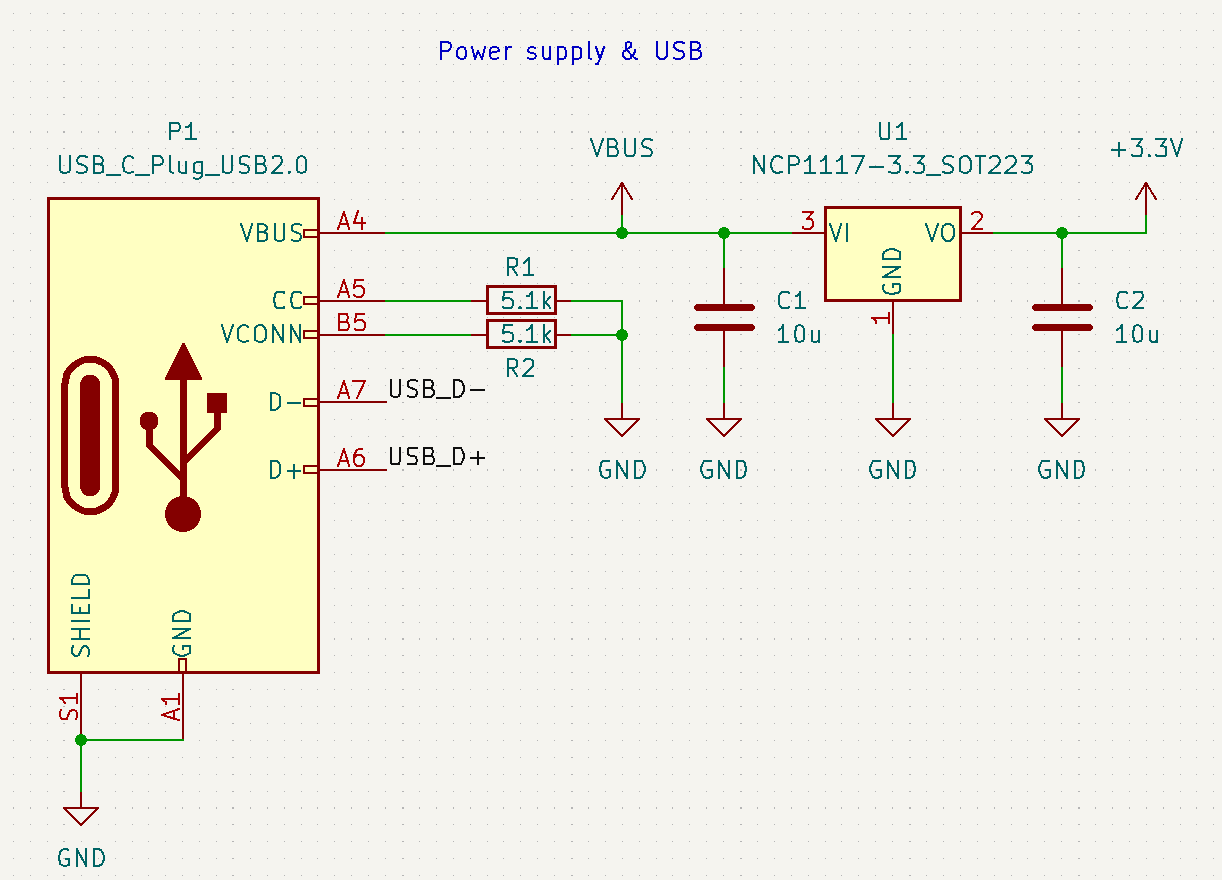 Power supply & USB
P1
USB_C_Plug_USB2.0
VBUS
A4
CC
A5
VCONN
B5
D-
A7
USB_D-
D+
A6
USB_D+
SHIELD
GND
S1
A1
GND
R1
5.1k
5.1k
R2
VBUS
GND
C1
10u
GND
U1
NCP1117-3.3_SOT223
3
VI
VO
2
GND
1
GND
+3.3V
C2
10u
GND